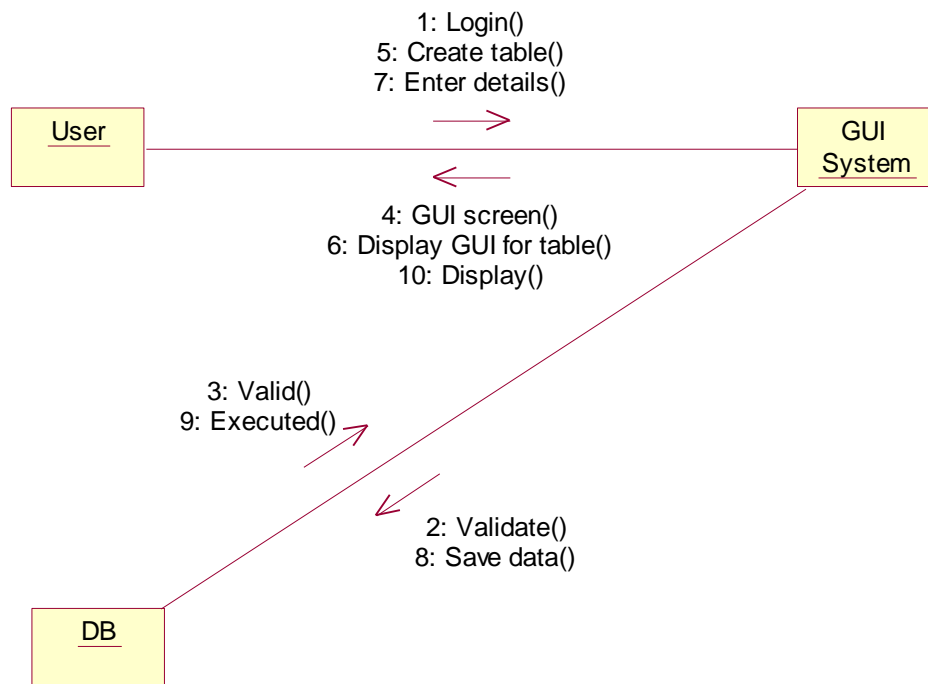 1: Login()
5: Create table()
7: Enter details()
User
GUI
System
4: GUI screen()
6: Display GUI for table()
10: Display()
3: Valid()
9: Executed()
2: Validate()
8: Save data()
DB